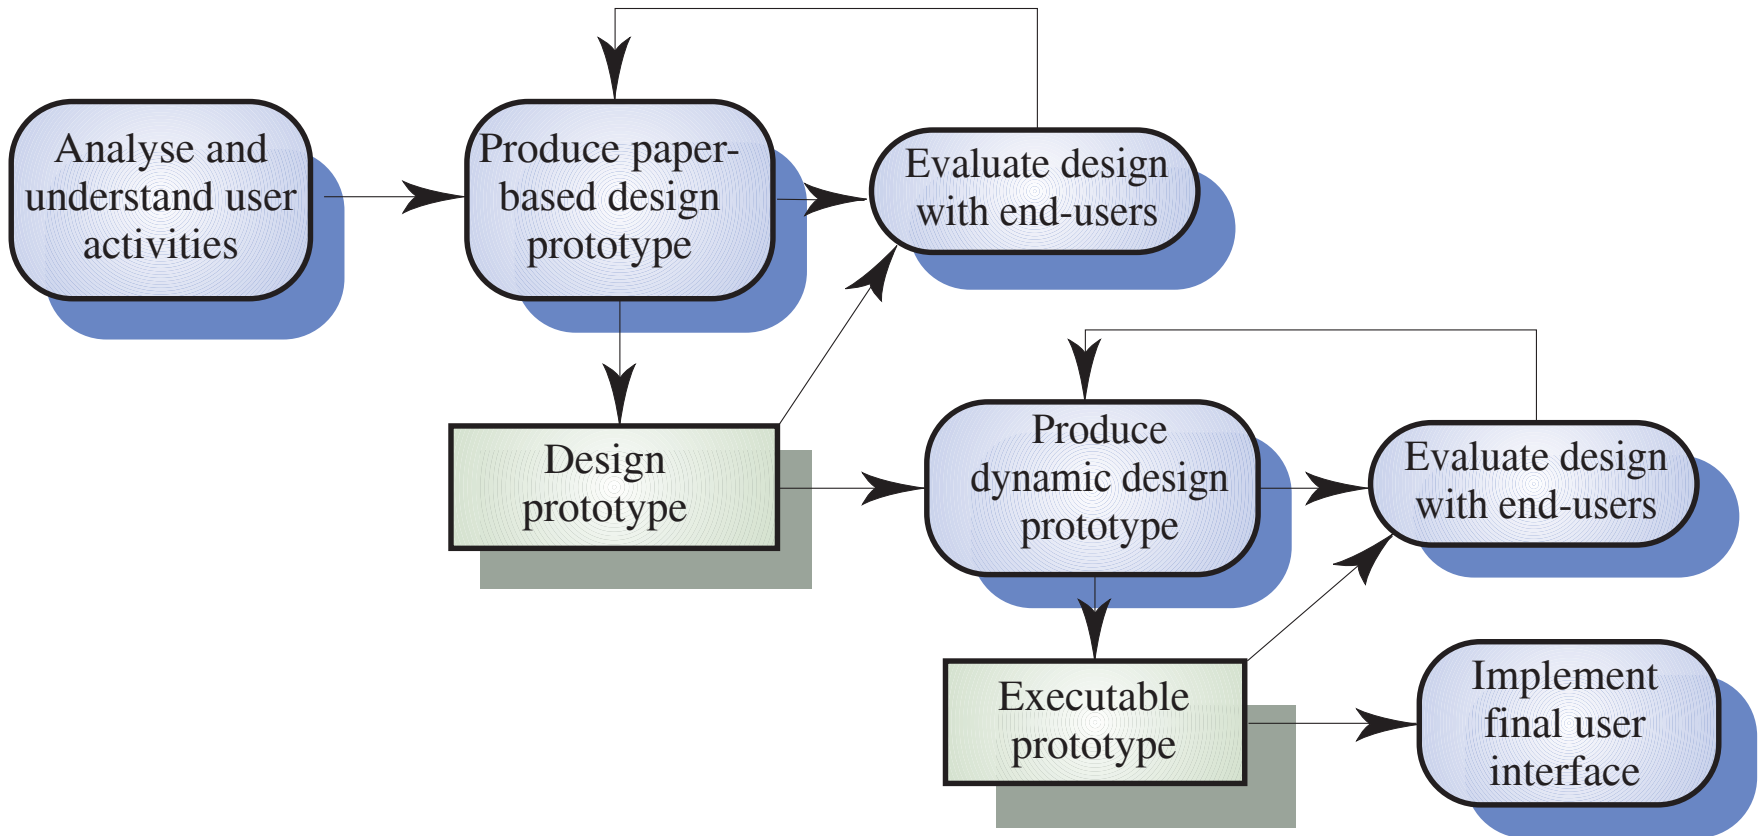 Analyse and
understand user
activities
Produce paper-
based design
prototype
Evaluate design
with end-users
Design
prototype
Produce
dynamic design
prototype
Evaluate design
with end-users
Executable
prototype
Implement
final user
interface